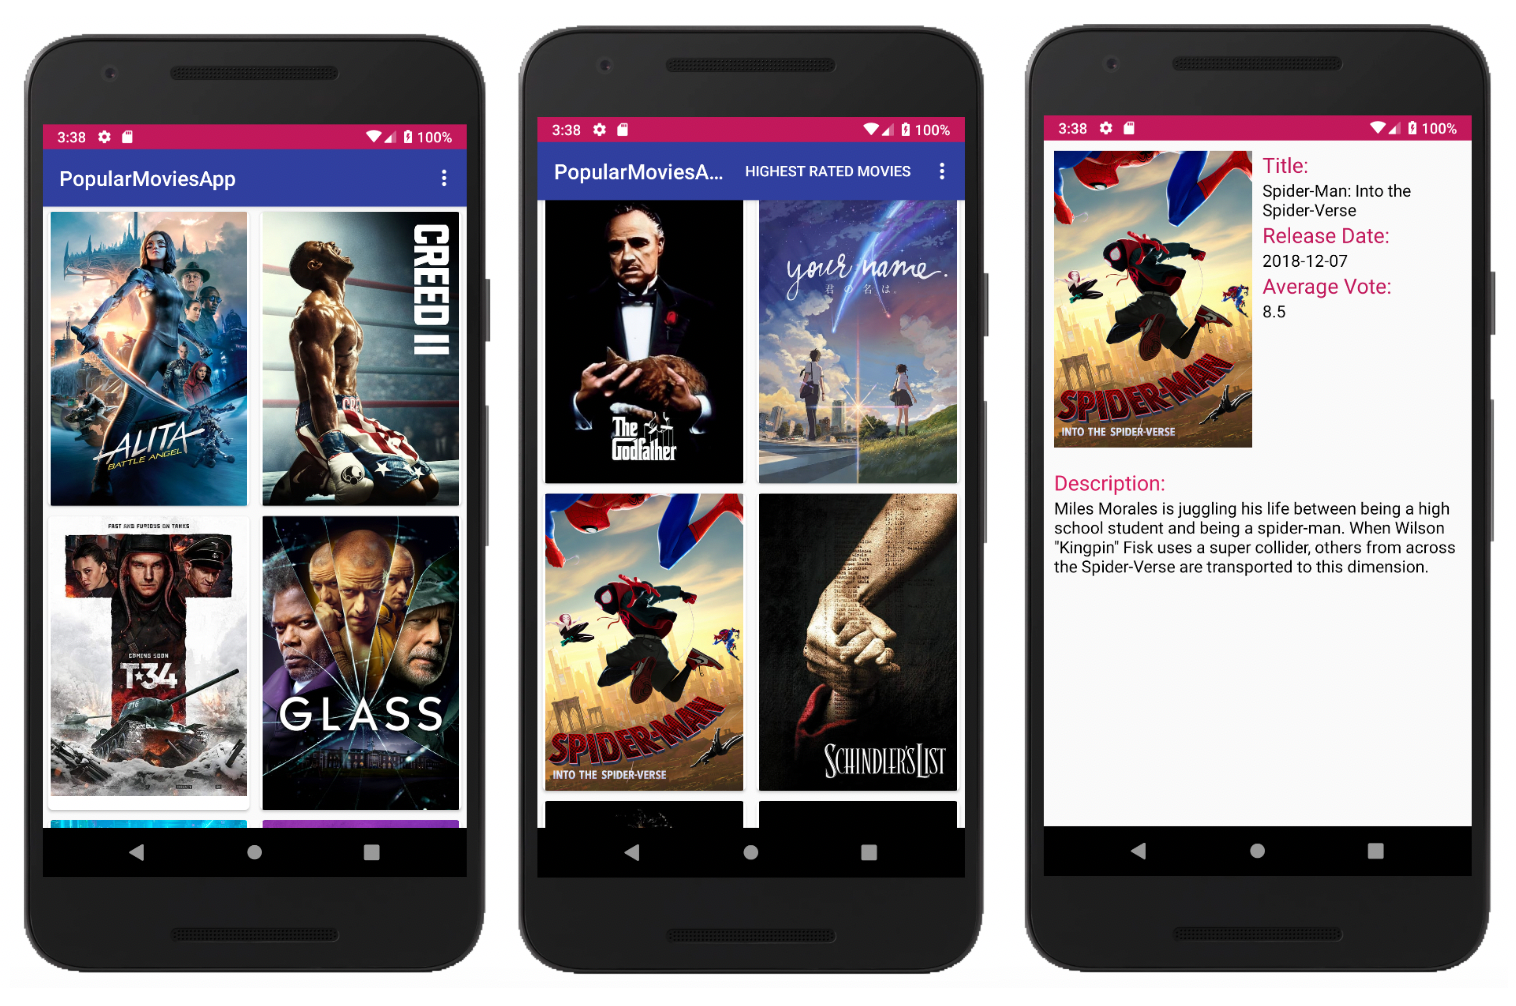 3:38
100%
PopularMoviesApp
ALITA
BATTLE ANGEL
CREED II
FAST AND FURIOUS ON TANKS
COMING SOON
T-34
GLASS
3:38
100%
PopularMoviesA...
HIGHEST RATED MOVIES
The
Godfather
your name.
君の名は。
SPIDER-MAN
INTO THE SPIDER-VERSE
SCHINDLER'S LIST
3:38
100%
SPIDER-MAN
INTO THE SPIDER-VERSE
Title:
Spider-Man: Into the
Spider-Verse
Release Date:
2018-12-07
Average Vote:
8.5
Description:
Miles Morales is juggling his life between being a high
school student and being a spider-man. When Wilson
"Kingpin" Fisk uses a super collider, others from across
the Spider-Verse are transported to this dimension.